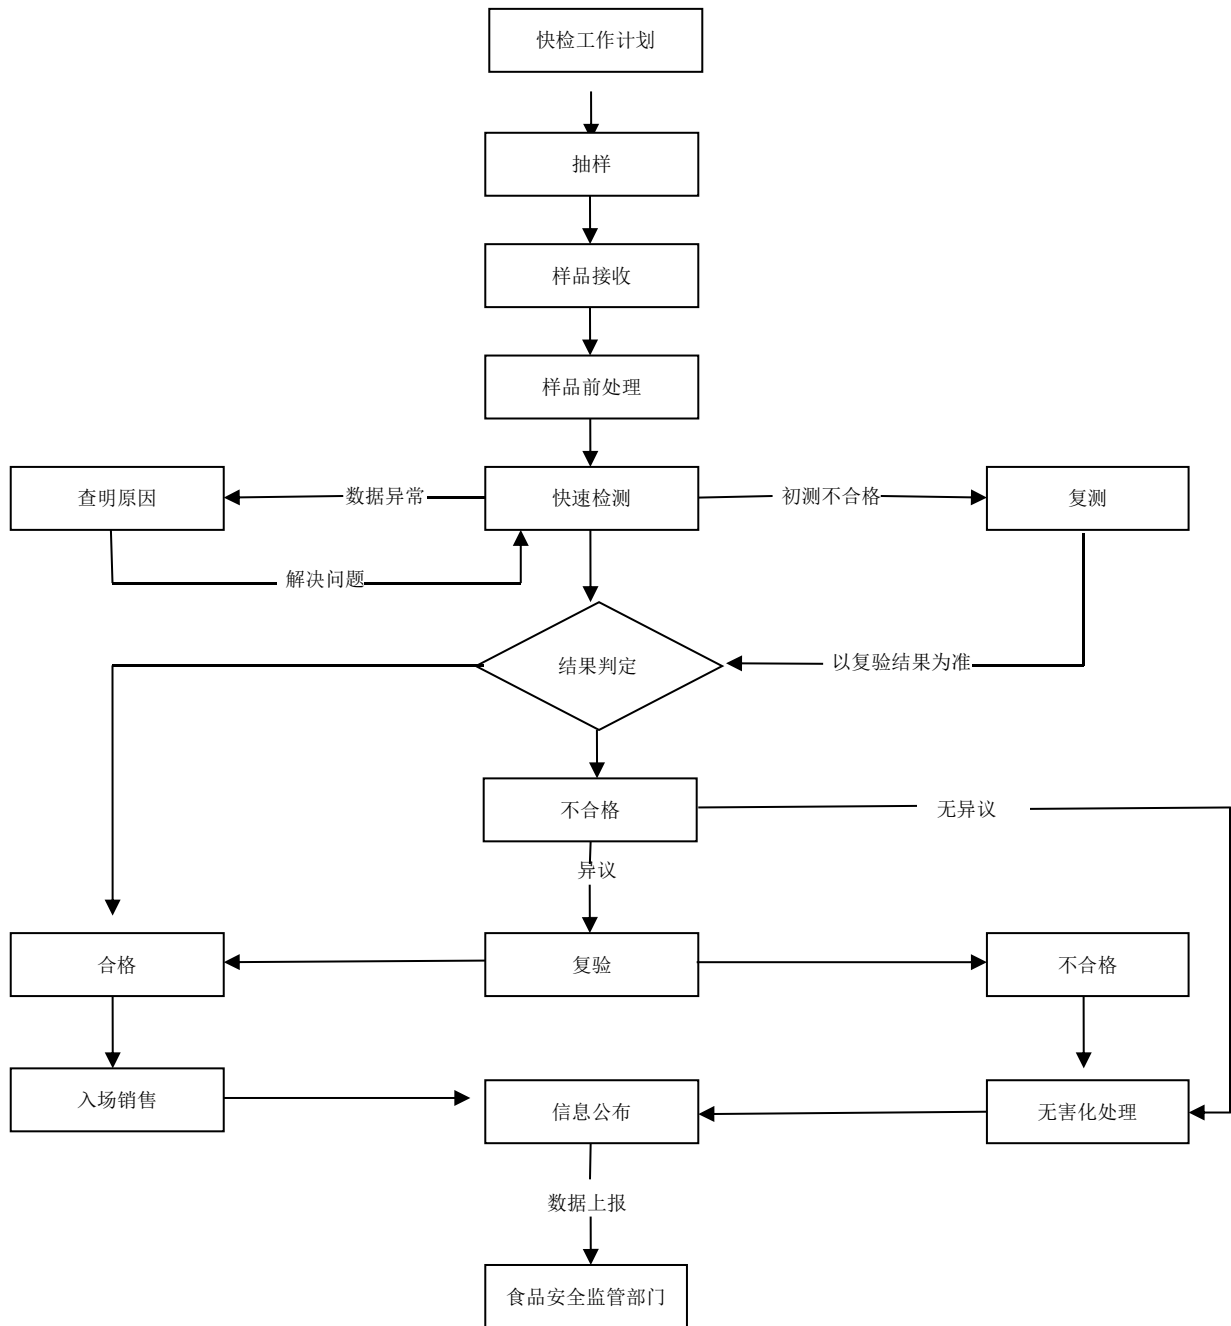 快检工作计划
抽样
样品接收
样品前处理
查明原因
数据异常
快速检测
初测不合格
复测
解决问题
结果判定
以复验结果为准
不合格
无异议
异议
合格
复验
不合格
入场销售
信息公布
无害化处理
数据上报
食品安全监管部门